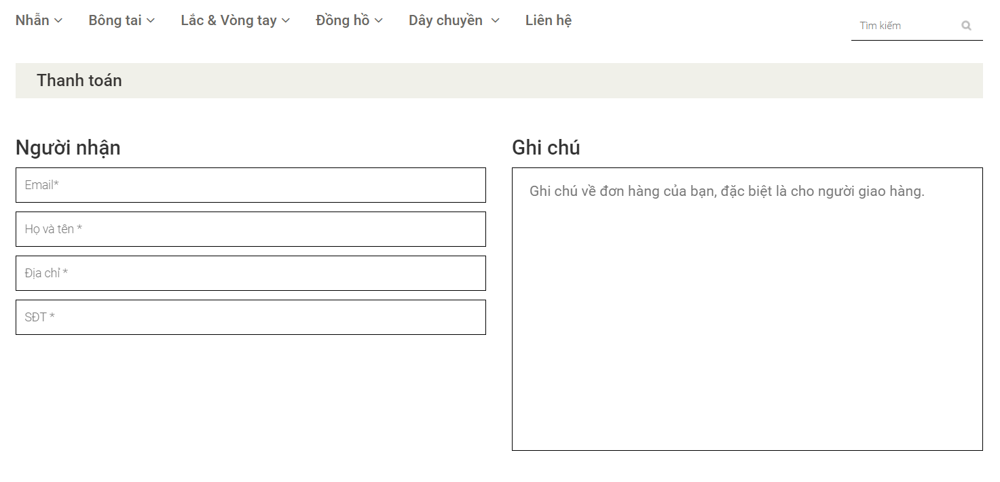 Nhẫn Bông tai Lắc & Vòng tay Đồng hồ Dây chuyền Liên hệ
Tìm kiếm
Thanh toán
Người nhận
Email*
Họ và tên *
Địa chỉ *
SĐT *
Ghi chú
Ghi chú về đơn hàng của bạn, đặc biệt là cho người giao hàng.